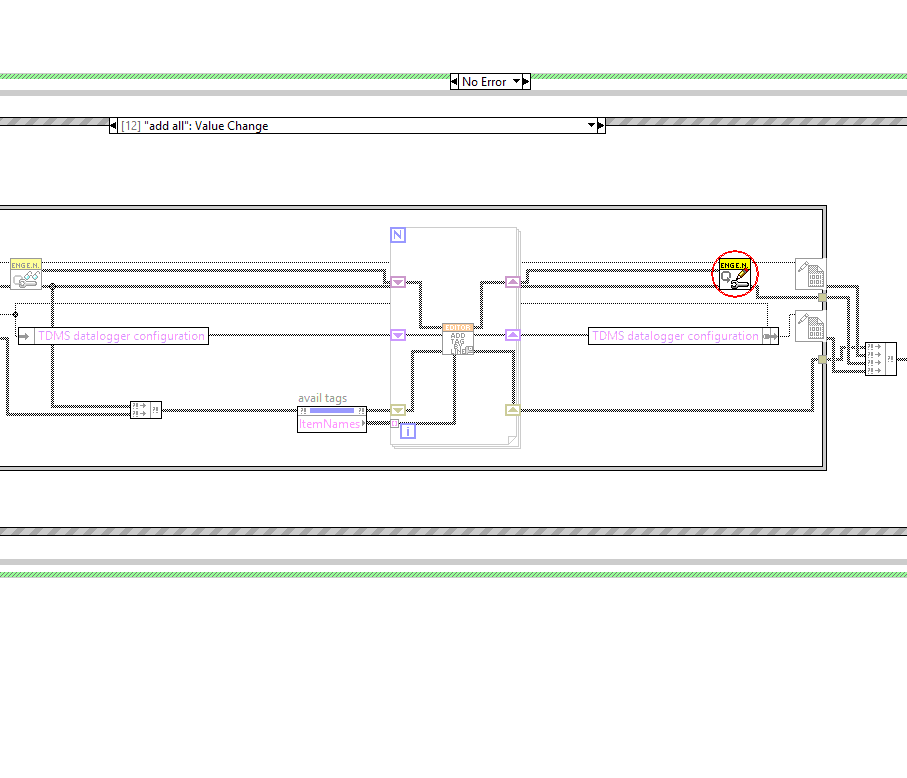 No Error
[12] "add all": Value Change
N
ENGE.N.
ENGE.N.
TDMS datalogger configuration
EDITOR
ADD
TAG
BY
LINE
TDMS datalogger configuration
avail tags
ItemNames
i